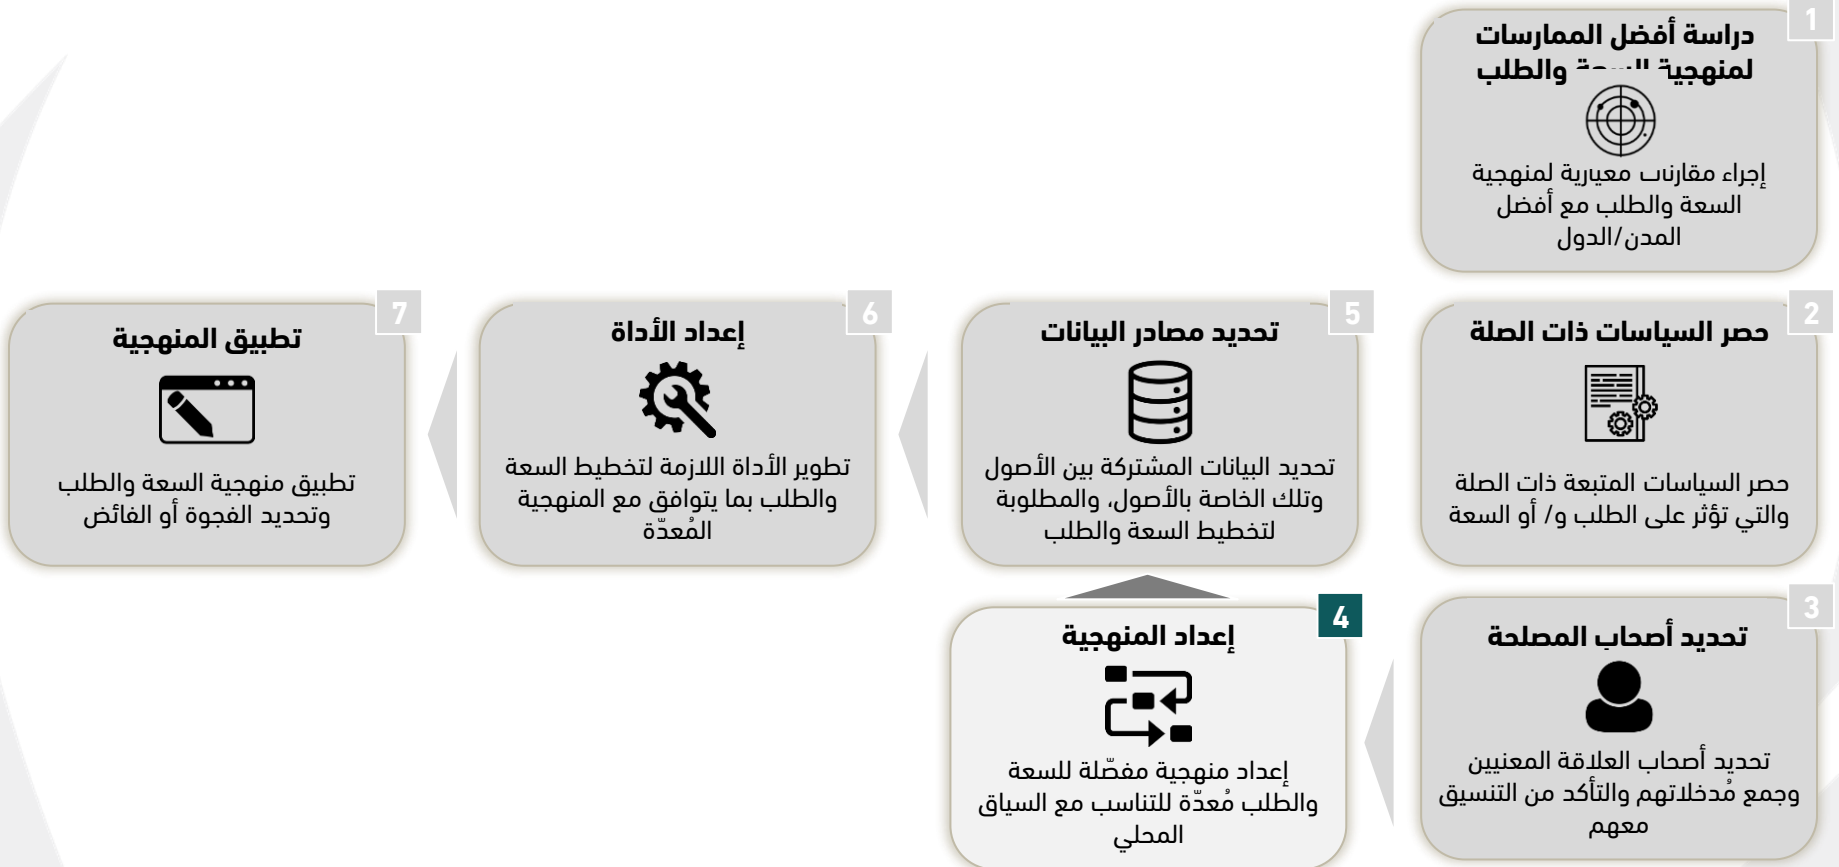 1
دراسة أفضل الممارسات
لمنهجية السعة والطلب
إجراء مقارنات معيارية لمنهجية
السعة والطلب مع أفضل
المدن/الدول
2
حصر السياسات ذات الصلة
حصر السياسات المتبعة ذات الصلة
والتي تؤثر على الطلب و/ أو السعة
3
تحديد أصحاب المصلحة
تحديد أصحاب العلاقة المعنيين
وجمع مُدخلاتهم والتأكد من التنسيق
معهم
4
إعداد المنهجية
إعداد منهجية مفصّلة للسعة
والطلب مُعدّة للتناسب مع السياق
المحلي
5
تحديد مصادر البيانات
تحديد البيانات المشتركة بين الأصول
وتلك الخاصة بالأصول، والمطلوبة
لتخطيط السعة والطلب
6
إعداد الأداة
تطوير الأداة اللازمة لتخطيط السعة
والطلب بما يتوافق مع المنهجية
المُعدّة
7
تطبيق المنهجية
تطبيق منهجية السعة والطلب
وتحديد الفجوة أو الفائض